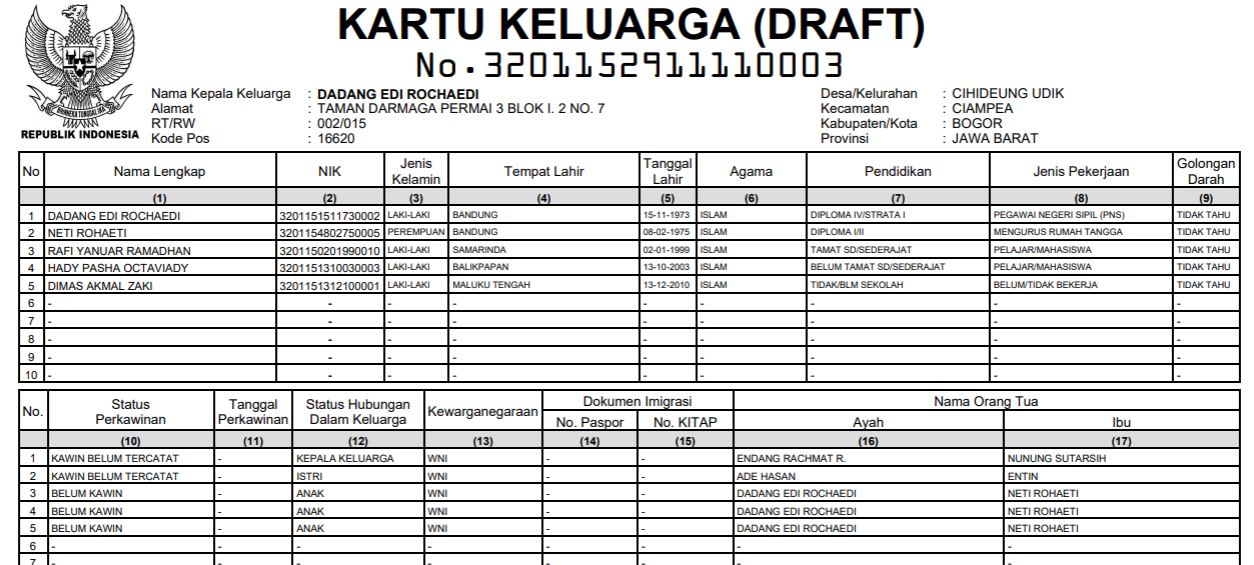 KARTU KELUARGA (DRAFT)
No.3201152911110003
REPUBLIK INDONESIA
Nama Kepala Keluarga : DADANG EDI ROCHAEDI
Alamat : TAMAN DARMAGA PERMAI 3 BLOK I. 2 NO. 7
RT/RW : 002/015
Kode Pos : 16620
Desa/Kelurahan : CIHIDEUNG UDIK
Kecamatan : CIAMPEA
Kabupaten/Kota : BOGOR
Provinsi : JAWA BARAT
No Nama Lengkap NIK Jenis Kelamin Tempat Lahir Tanggal Lahir Agama Pendidikan Jenis Pekerjaan Golongan Darah
(1) (2) (3) (4) (5) (6) (7) (8) (9)
1 DADANG EDI ROCHAEDI 3201151511730002 LAKI-LAKI BANDUNG 15-11-1973 ISLAM DIPLOMA IV/STRATA I PEGAWAI NEGERI SIPIL (PNS) TIDAK TAHU
2 NETI ROHAETI 3201154802750005 PEREMPUAN BANDUNG 08-02-1975 ISLAM DIPLOMA I/II MENGURUS RUMAH TANGGA TIDAK TAHU
3 RAFI YANUAR RAMADHAN 3201150201990010 LAKI-LAKI SAMARINDA 02-01-1999 ISLAM TAMAT SD/SEDERAJAT PELAJAR/MAHASISWA TIDAK TAHU
4 HADY PASHA OCTAVIADY 3201151310030003 LAKI-LAKI BALIKPAPAN 13-10-2003 ISLAM BELUM TAMAT SD/SEDERAJAT PELAJAR/MAHASISWA TIDAK TAHU
5 DIMAS AKMAL ZAKI 3201151312100001 LAKI-LAKI MALUKU TENGAH 13-12-2010 ISLAM TIDAK/BLM SEKOLAH BELUM/TIDAK BEKERJA TIDAK TAHU
6 - - - - - - - - -
7 - - - - - - - - -
8 - - - - - - - - -
9 - - - - - - - - -
10 - - - - - - - - -
No. Status Perkawinan Tanggal Perkawinan Status Hubungan Dalam Keluarga Kewarganegaraan Dokumen Imigrasi Nama Orang Tua
No. Paspor No. KITAP Ayah Ibu
(10) (11) (12) (13) (14) (15) (16) (17)
1 KAWIN BELUM TERCATAT - KEPALA KELUARGA WNI - - ENDANG RACHMAT R. NUNUNG SUTARSIH
2 KAWIN BELUM TERCATAT - ISTRI WNI - - ADE HASAN ENTIN
3 BELUM KAWIN - ANAK WNI - - DADANG EDI ROCHAEDI NETI ROHAETI
4 BELUM KAWIN - ANAK WNI - - DADANG EDI ROCHAEDI NETI ROHAETI
5 BELUM KAWIN - ANAK WNI - - DADANG EDI ROCHAEDI NETI ROHAETI
6 - - - - - - - -
7 - - - - - - - -